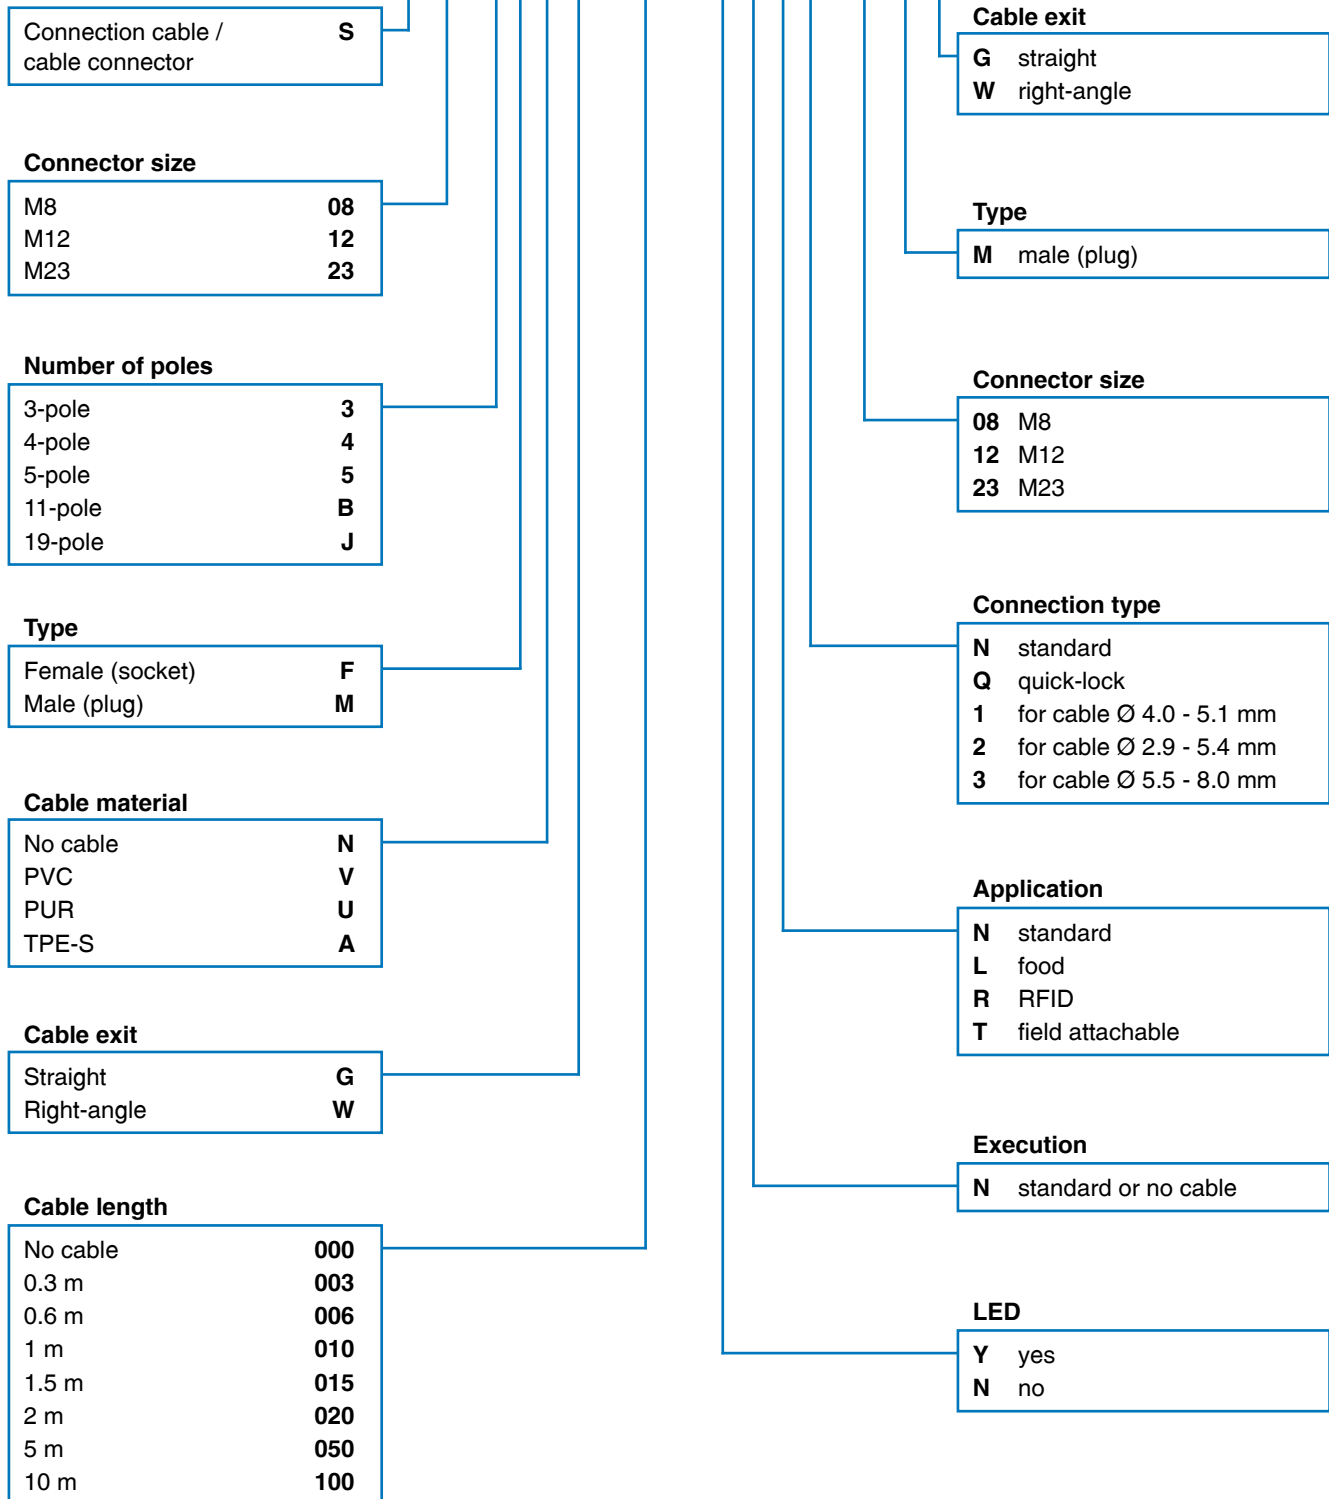 Connection cable / S
cable connector
Connector size
M8 08
M12 12
M23 23
Number of poles
3-pole 3
4-pole 4
5-pole 5
11-pole B
19-pole J
Type
Female (socket) F
Male (plug) M
Cable material
No cable N
PVC V
PUR U
TPE-S A
Cable exit
Straight G
Right-angle W
Cable length
No cable 000
0.3 m 003
0.6 m 006
1 m 010
1.5 m 015
2 m 020
5 m 050
10 m 100
Cable exit
G straight
W right-angle
Type
M male (plug)
Connector size
08 M8
12 M12
23 M23
Connection type
N standard
Q quick-lock
1 for cable Ø 4.0 - 5.1 mm
2 for cable Ø 2.9 - 5.4 mm
3 for cable Ø 5.5 - 8.0 mm
Application
N standard
L food
R RFID
T field attachable
Execution
N standard or no cable
LED
Y yes
N no